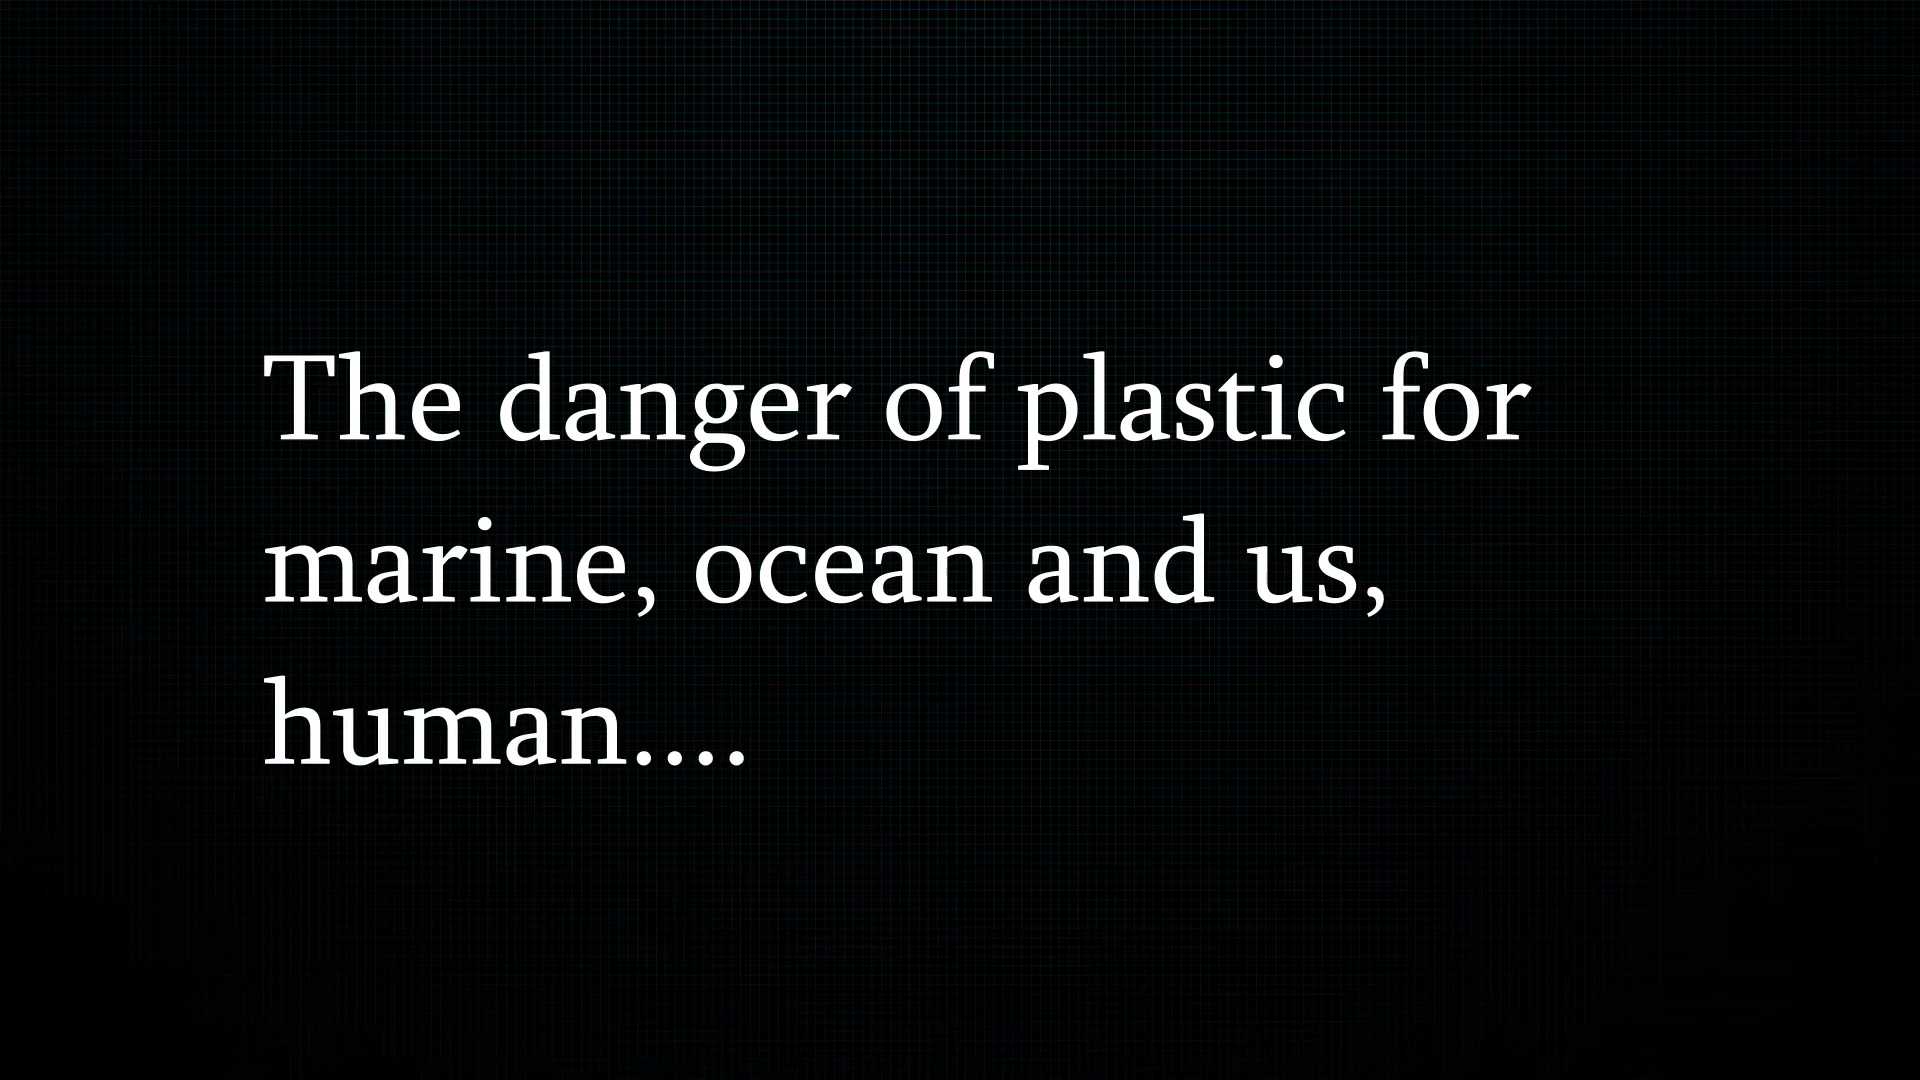 The danger of plastic for
marine, ocean and us,
human....